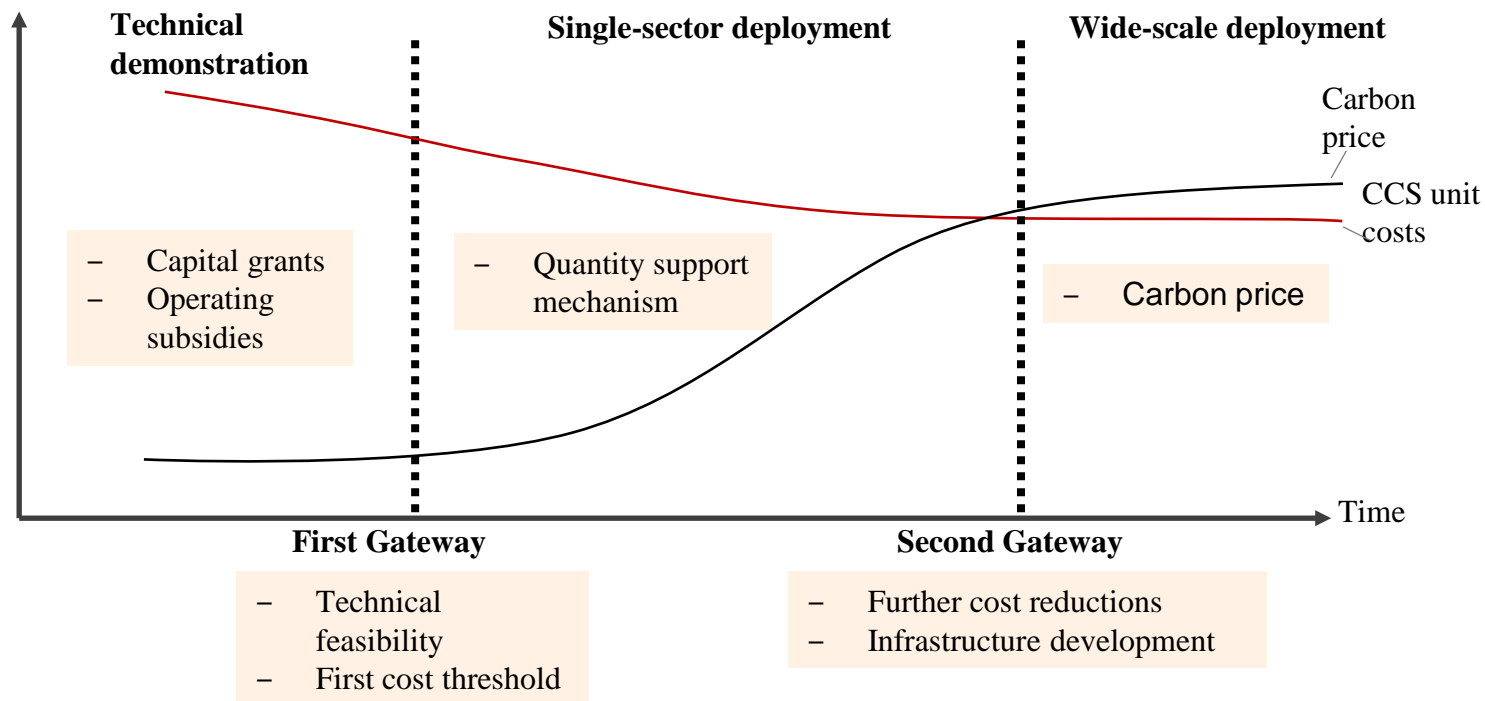 Technical
demonstration
Single-sector deployment
Wide-scale deployment
Carbon
price
CCS unit
costs
– Capital grants
– Operating
subsidies
– Quantity support
mechanism
– Carbon price
Time
First Gateway
Second Gateway
– Technical
feasibility
– First cost threshold
– Further cost reductions
– Infrastructure development